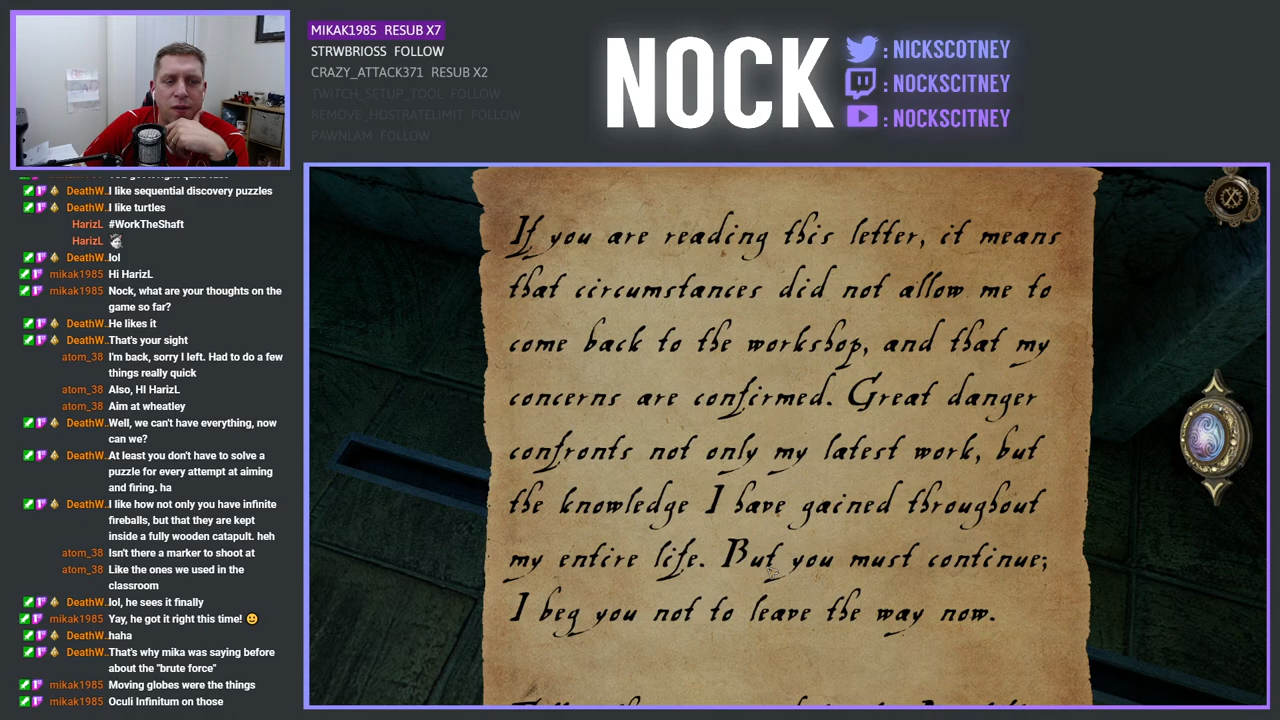 MIKAK1985 RESUB X7
STRWBRIOSS FOLLOW
CRAZY_ATTACK371 RESUB X2
TWITCH_SETUP_TOOL FOLLOW
REMOVE_HOSTRATELIMIT FOLLOW
PAWNLAM FOLLOW
NOCK
: NICKSCOTNEY
: NOCKSCITNEY
: NOCKSCITNEY
DeathW.. I like sequential discovery puzzles
DeathW.. I like turtles
HarizL #WorkTheShaft
HarizL
DeathW.. lol
mikak1985 Hi HarizL
mikak1985 Nock, what are your thoughts on the
game so far?
DeathW.. He likes it
DeathW.. That's your sight
atom_38 I'm back, sorry I left. Had to do a few
things really quick
atom_38 Also, HI HarizL
atom_38 Aim at wheatley
DeathW.. Well, we can't have everything, now
can we?
DeathW.. At least you don't have to solve a
puzzle for every attempt at aiming
and firing. ha
DeathW.. I like how not only you have infinite
fireballs, but that they are kept
inside a fully wooden catapult. heh
atom_38 Isn't there a marker to shoot at
atom_38 Like the ones we used in the
classroom
DeathW.. lol, he sees it finally
mikak1985 Yay, he got it right this time!
DeathW.. haha
DeathW.. That's why mika was saying before
about the "brute force"
mikak1985 Moving globes were the things
mikak1985 Oculi Infinitum on those
If you are reading this letter, it means
that circumstances did not allow me to
come back to the workshop, and that my
concerns are confirmed. Great danger
confronts not only my latest work, but
the knowledge I have gained throughout
my entire life. But you must continue;
I beg you not to leave the way now.